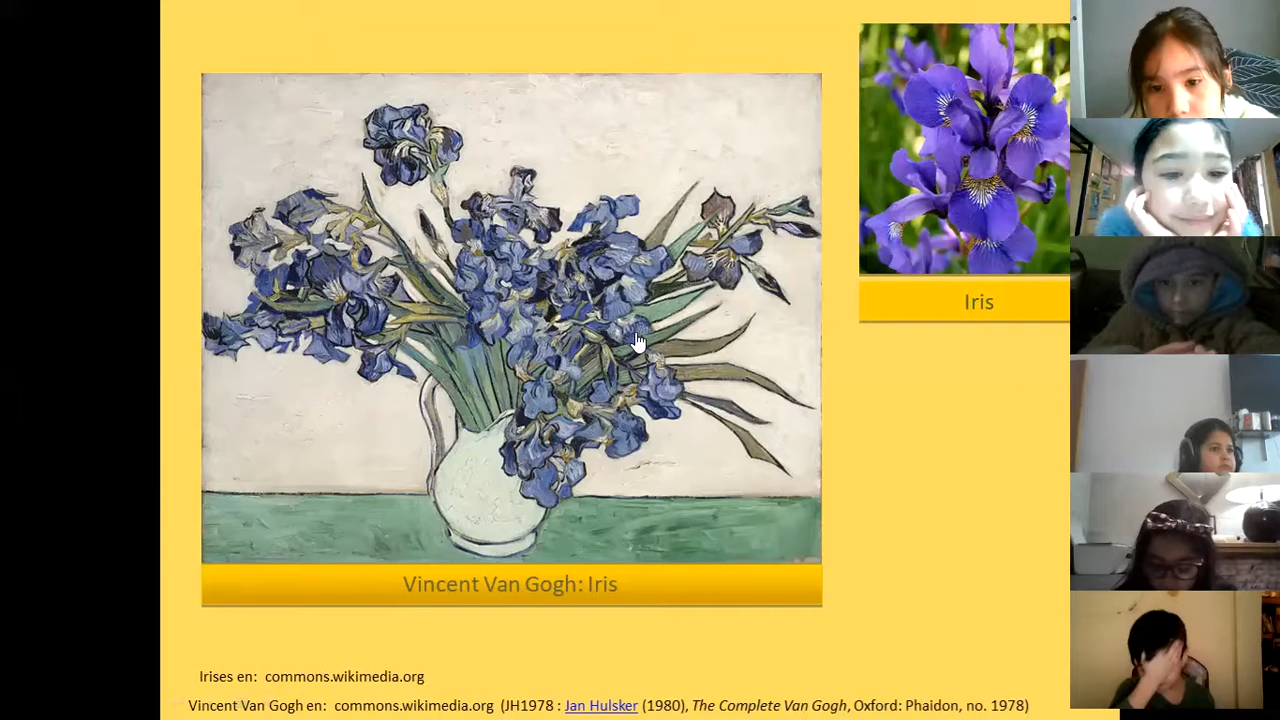 Iris
Vincent Van Gogh: Iris
Irises en: commons.wikimedia.org
Vincent Van Gogh en: commons.wikimedia.org (JH1978 : Jan Hulsker (1980), The Complete Van Gogh, Oxford: Phaidon, no. 1978)